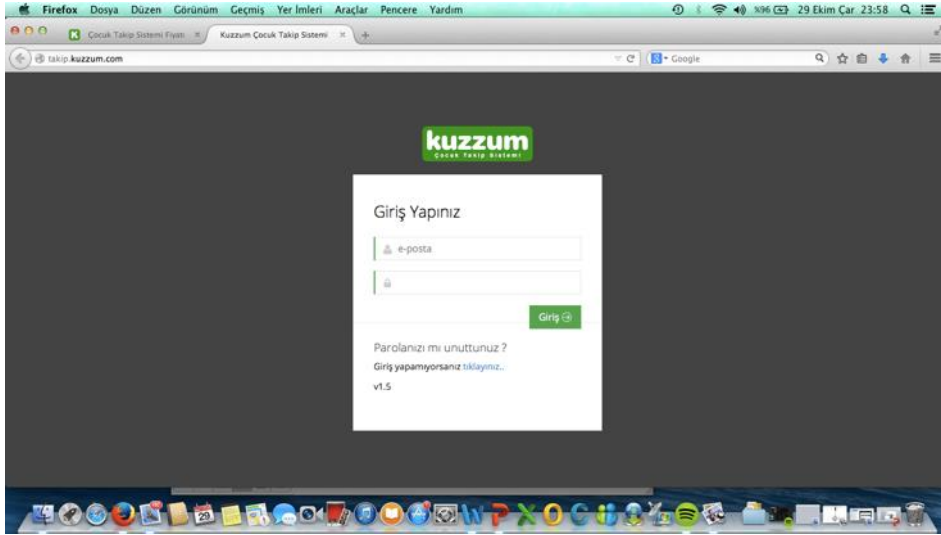 Firefox Dosya Düzen Görünüm Geçmiş Yer İmleri Araçlar Pencere Yardım %96 29 Ekim Çar 23:58
Çocuk Takip Sistemi Fiyatı Kuzzum Çocuk Takip Sistemi
takip.kuzzum.com Google
kuzzum
Çocuk Takip Sistemi
Giriş Yapınız
e-posta
Giriş
Parolanızı mı unuttunuz ?
Giriş yapamıyorsanız tıklayınız..
v1.5
29